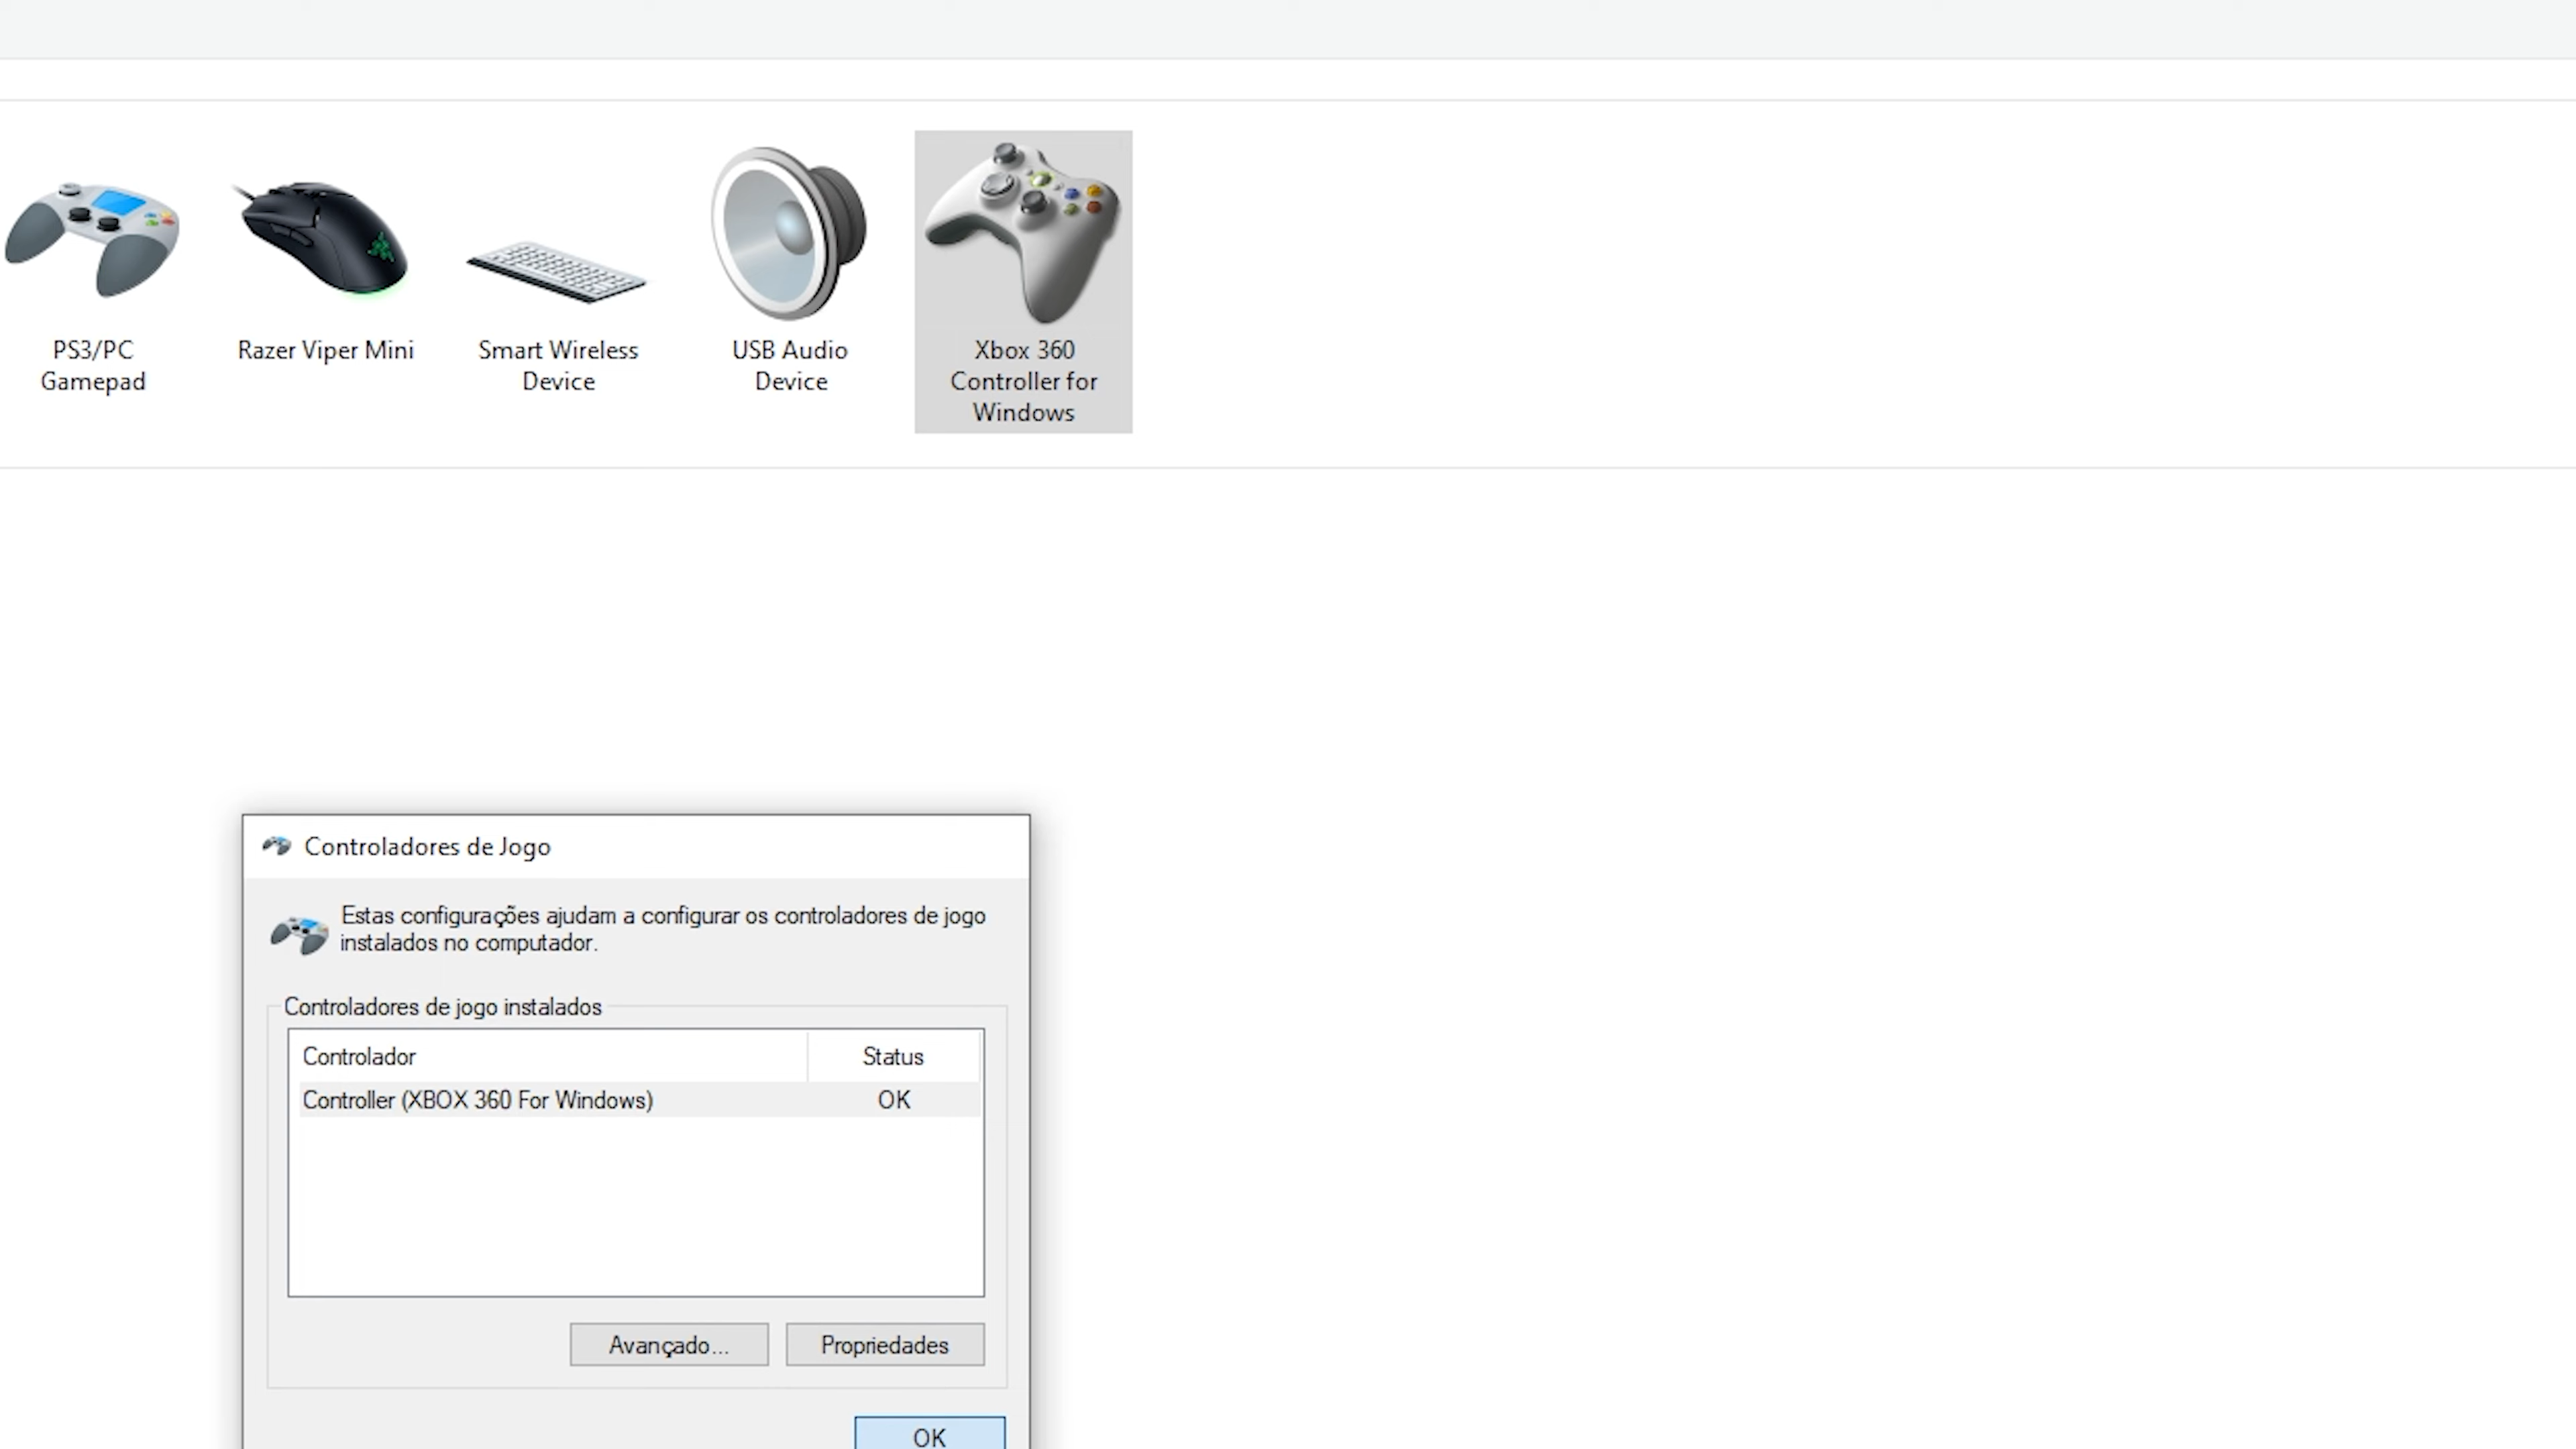 PS3/PC
Gamepad
Razer Viper Mini
Smart Wireless
Device
USB Audio
Device
Xbox 360
Controller for
Windows
Controladores de Jogo
Estas configurações ajudam a configurar os controladores de jogo
instalados no computador.
Controladores de jogo instalados
Controlador Status
Controller (XBOX 360 For Windows) OK
Avançado... Propriedades
OK